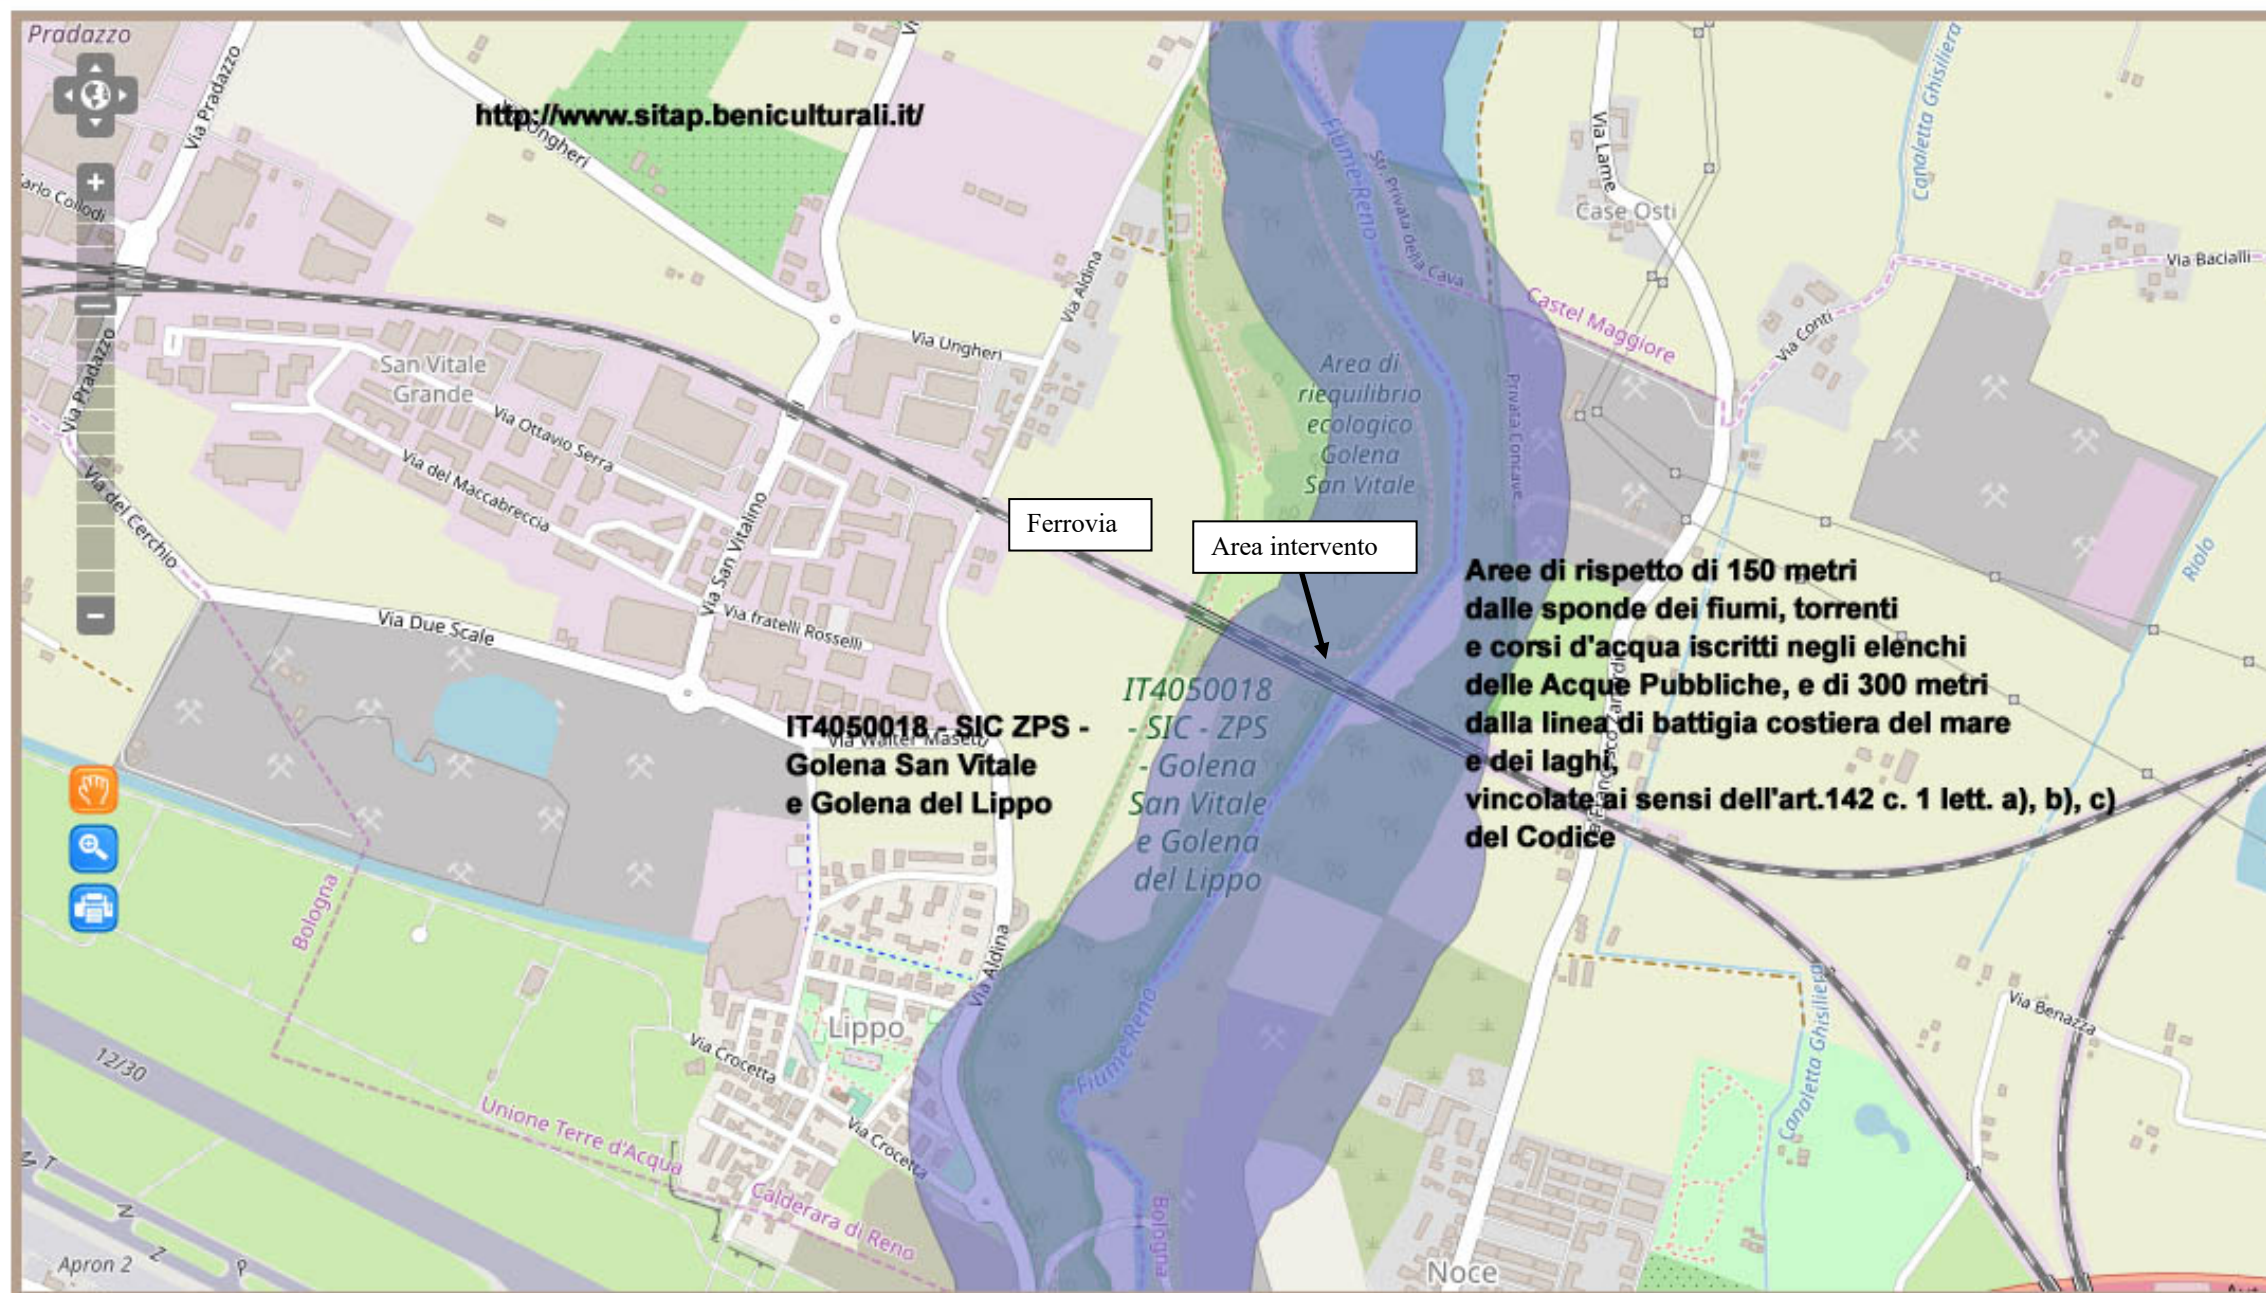 Pradazzo
Via Pradazzo
http://www.sitap.beniculturali.it/
Via Ungheri
Carlo Collodi
Via Pradazzo
San Vitale
Grande
Via Ottavio Serra
Via del Maccabreccia
Via del Cerchio
Via San Vitalino
Via fratelli Rosselli
Via Due Scale
Via Ungheri
Via Aldina
Fiume Reno
Str. Privata della Cava
Via Lame
Case Osti
Canaletta Ghisiliera
Via Bacialli
Castel Maggiore
Via Conti
Area di
riequilibrio
ecologico
Golena
San Vitale
Privata Concave
Riolo
Ferrovia
Area intervento
Aree di rispetto di 150 metri
dalle sponde dei fiumi, torrenti
e corsi d'acqua iscritti negli elenchi
delle Acque Pubbliche, e di 300 metri
dalla linea di battigia costiera del mare
e dei laghi,
vincolate ai sensi dell'art.142 c. 1 lett. a), b), c)
del Codice
IT4050018 - SIC ZPS -
Golena San Vitale
e Golena del Lippo
Via Walter Masetti
IT4050018
- SIC - ZPS
- Golena
San Vitale
e Golena
del Lippo
Bologna
Via Aldina
Lippo
Via Crocetta
Via Crocetta
Fiume Reno
12/30
Unione Terre d'Acqua
Calderara di Reno
Bologna
Canaletta Ghisiliera
Via Benazza
Noce
N
Z
P
Apron 2